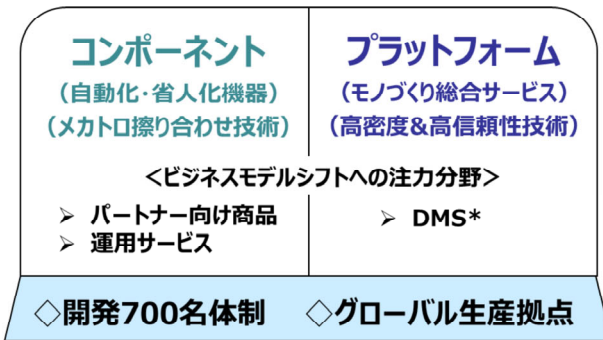 コンポーネント
（自動化･省人化機器）
（メカトロ擦り合わせ技術）
プラットフォーム
（モノづくり総合サービス）
（高密度&高信頼性技術）
＜ビジネスモデルシフトへの注力分野＞
➢ パートナー向け商品
➢ 運用サービス
➢ DMS*
◇開発700名体制
◇グローバル生産拠点